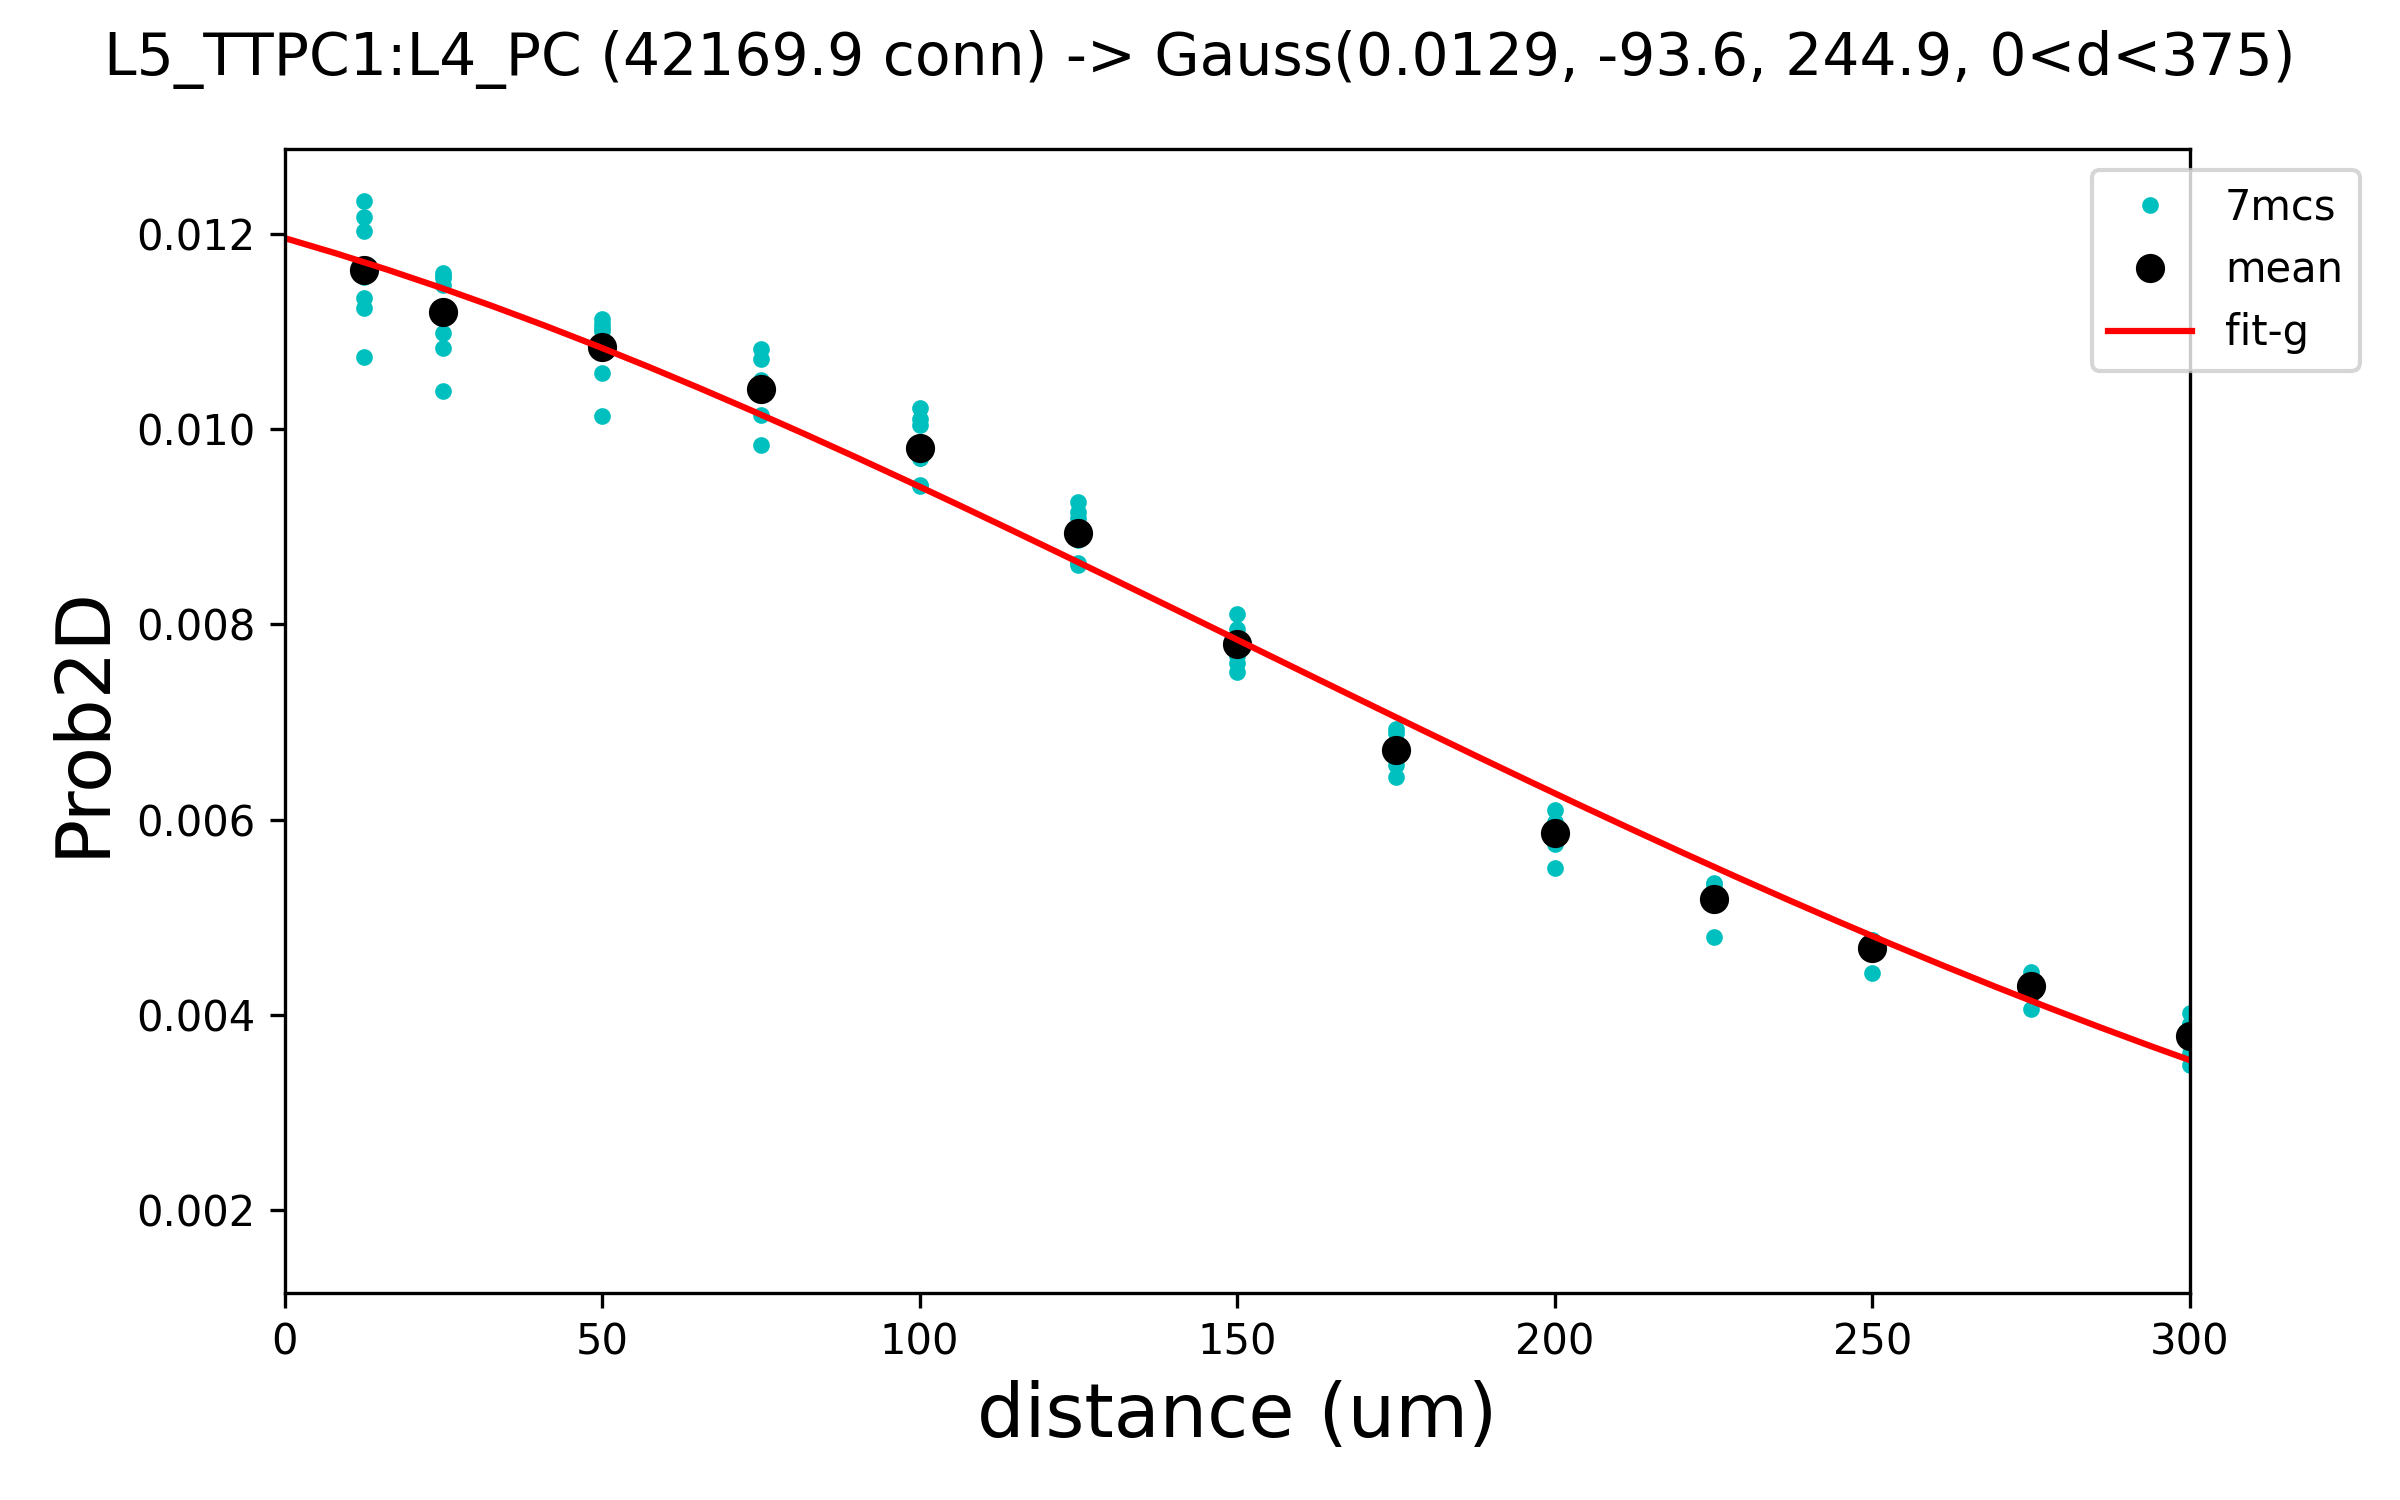 L5_TTPC1:L4_PC (42169.9 conn) -> Gauss(0.0129, -93.6, 244.9, 0<d<375)
7mcs
mean
fit-g
Prob2D
0.012
0.010
0.008
0.006
0.004
0.002
0 50 100 150 200 250 300
distance (um)